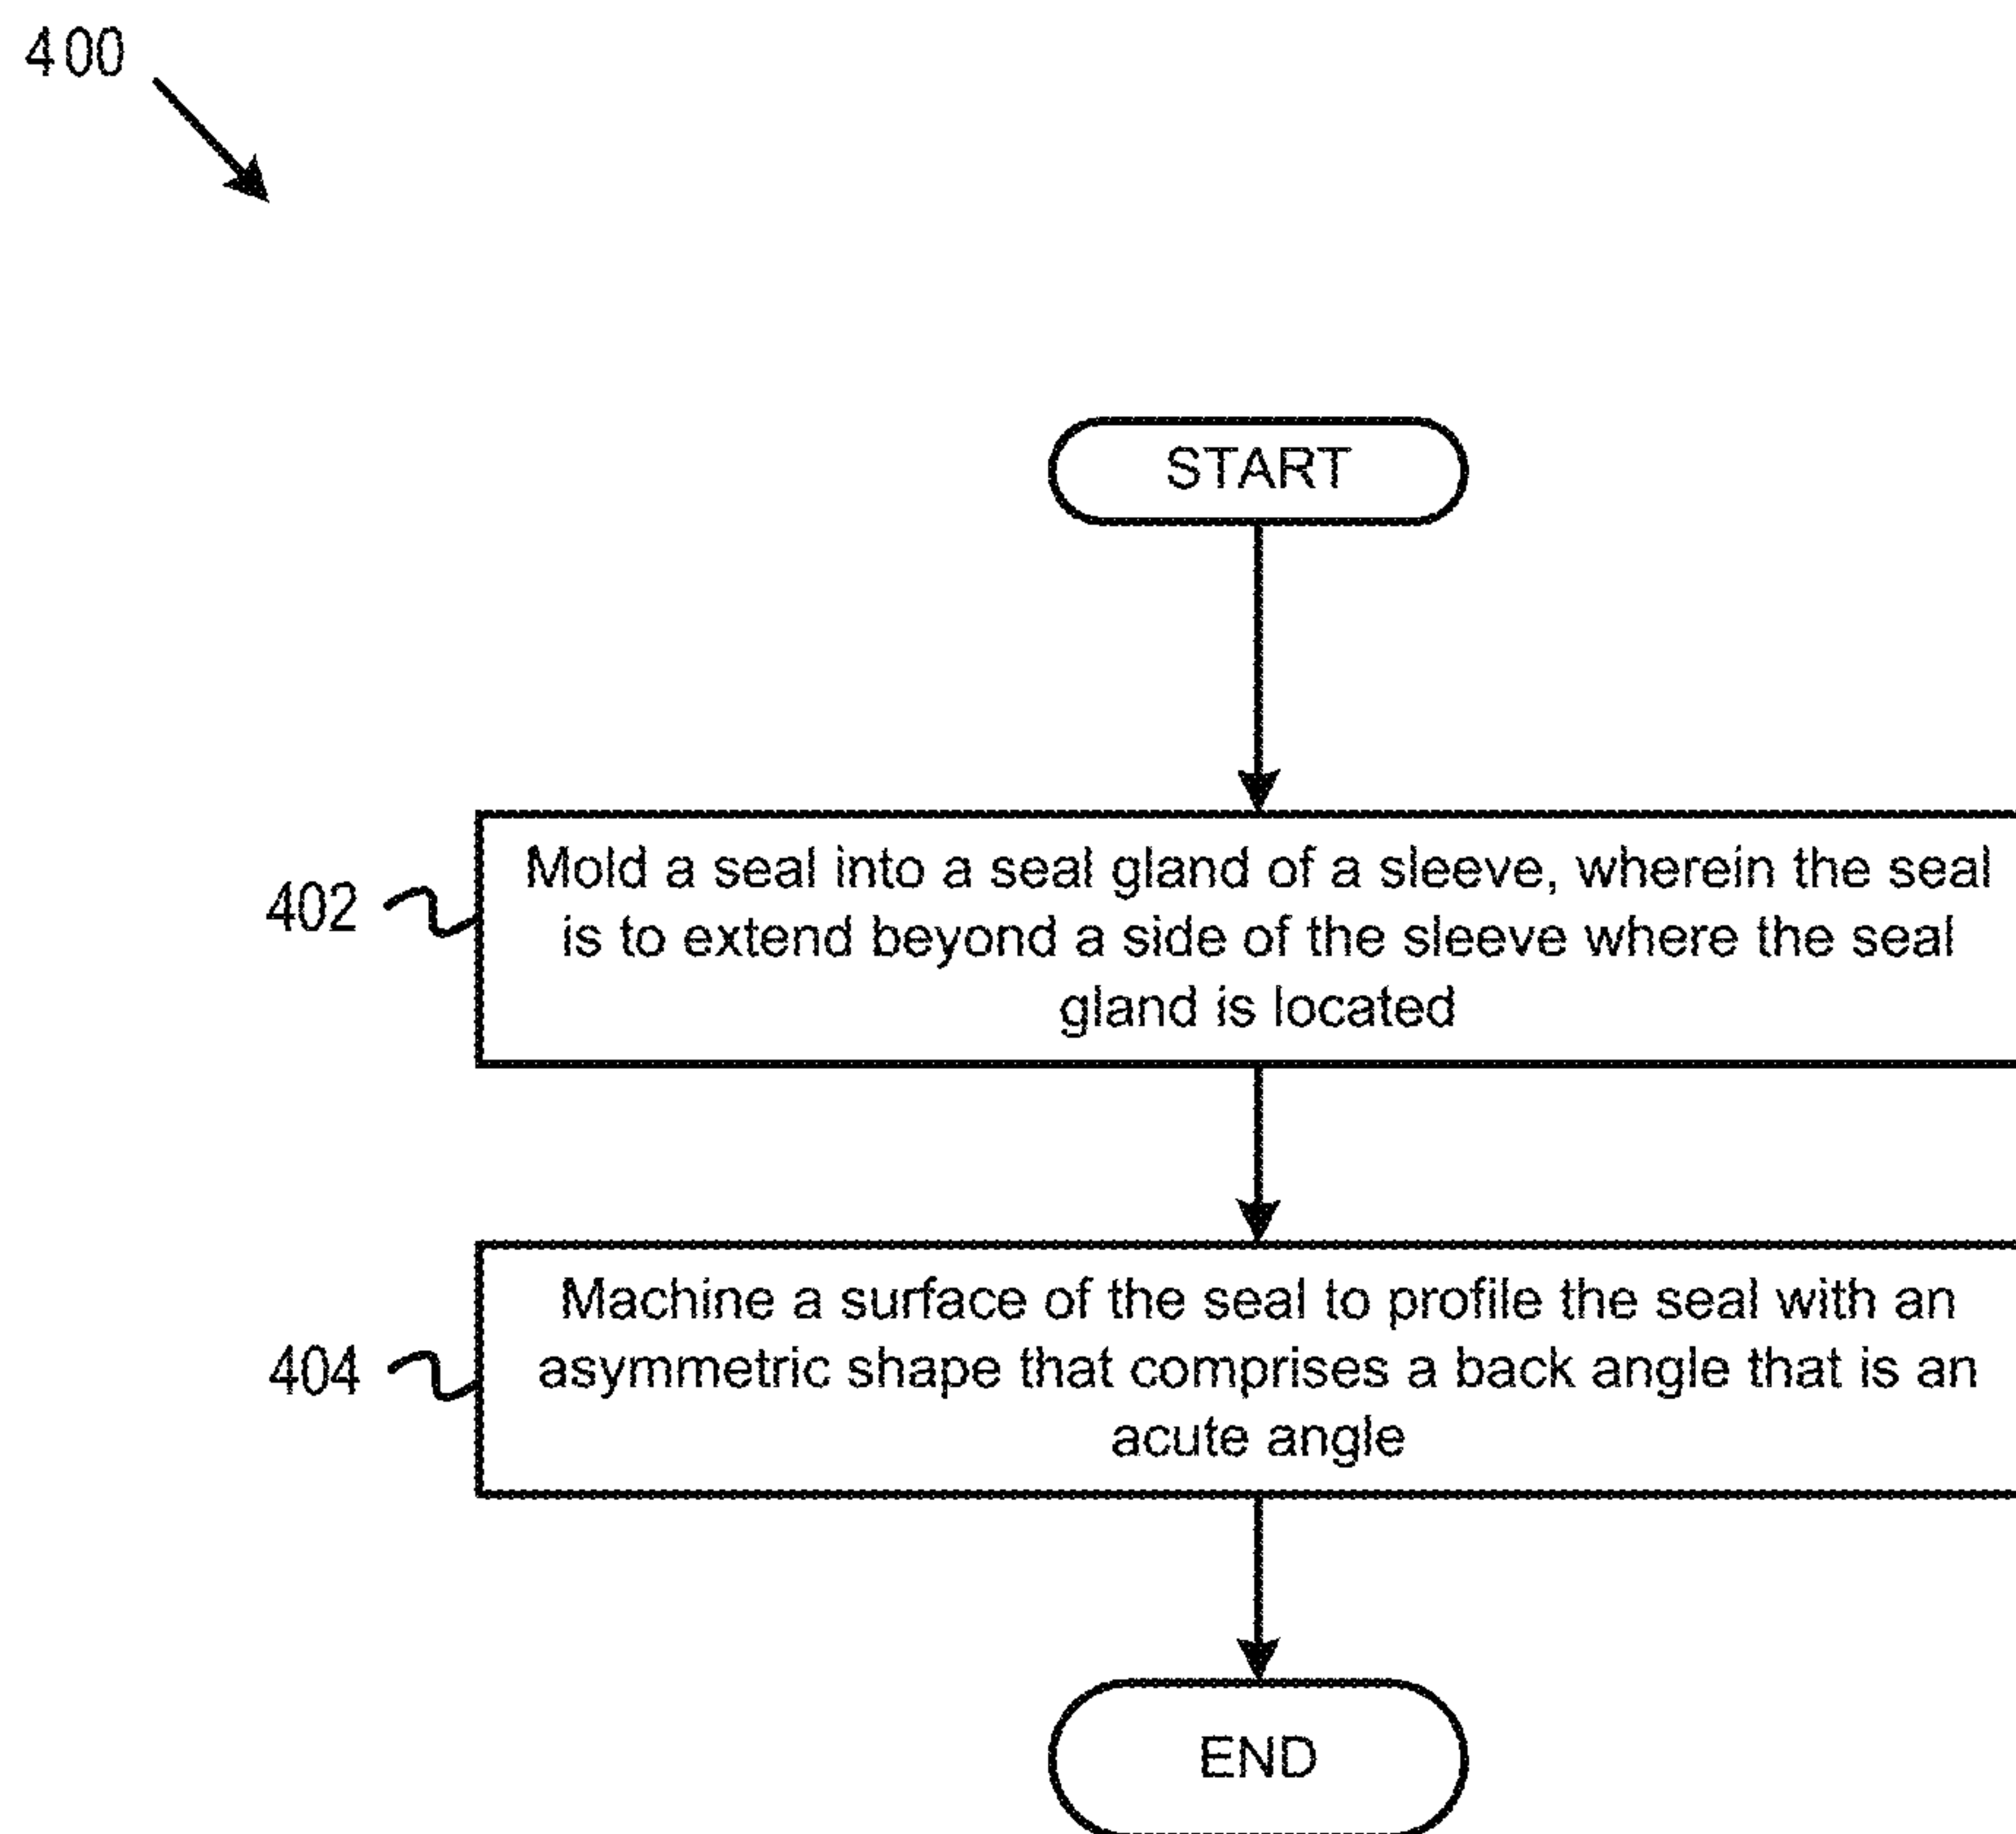 400
START
402
Mold a seal into a seal gland of a sleeve, wherein the seal
is to extend beyond a side of the sleeve where the seal
gland is located
404
Machine a surface of the seal to profile the seal with an
asymmetric shape that comprises a back angle that is an
acute angle
END